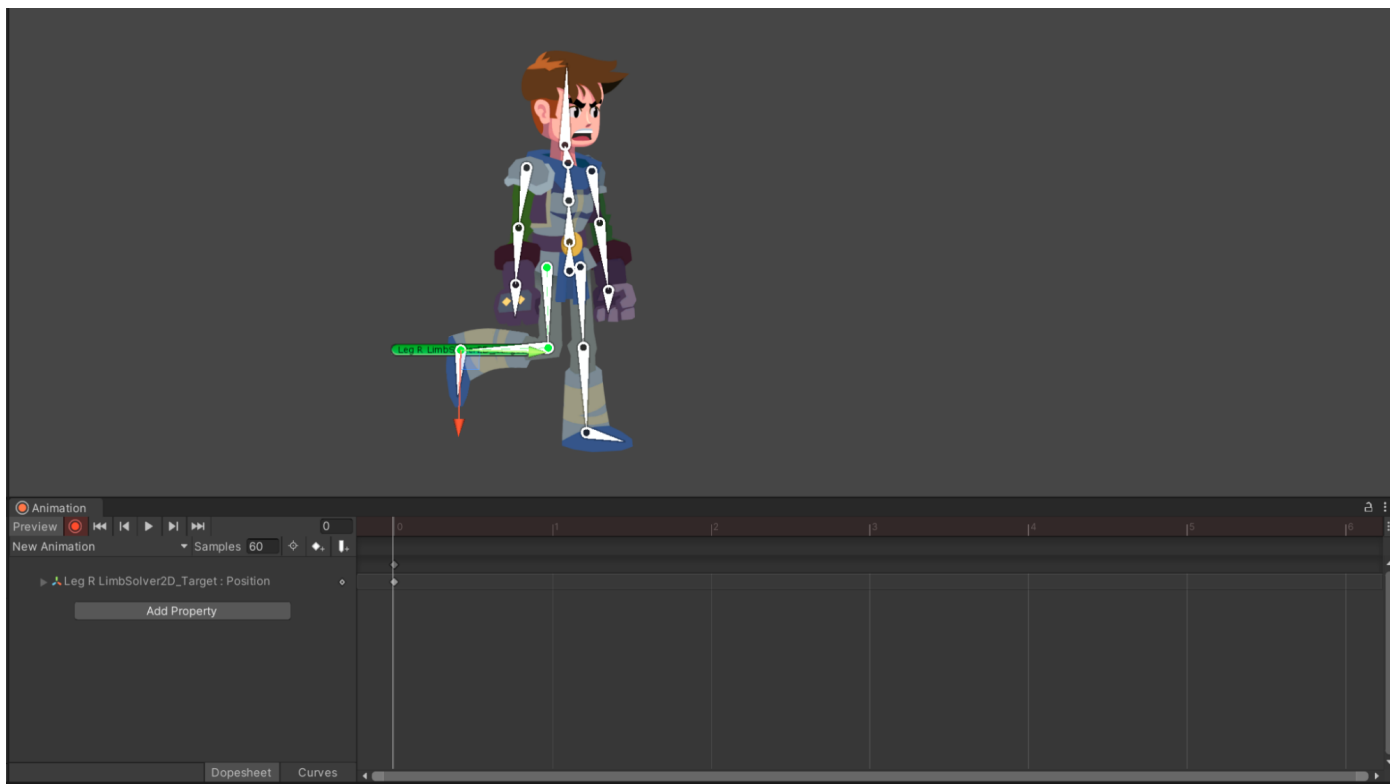 Leg R Limb
Animation
Preview 0 0 1 2 3 4 5 6
New Animation Samples 60
Leg R LimbSolver2D_Target : Position
Add Property
Dopesheet Curves